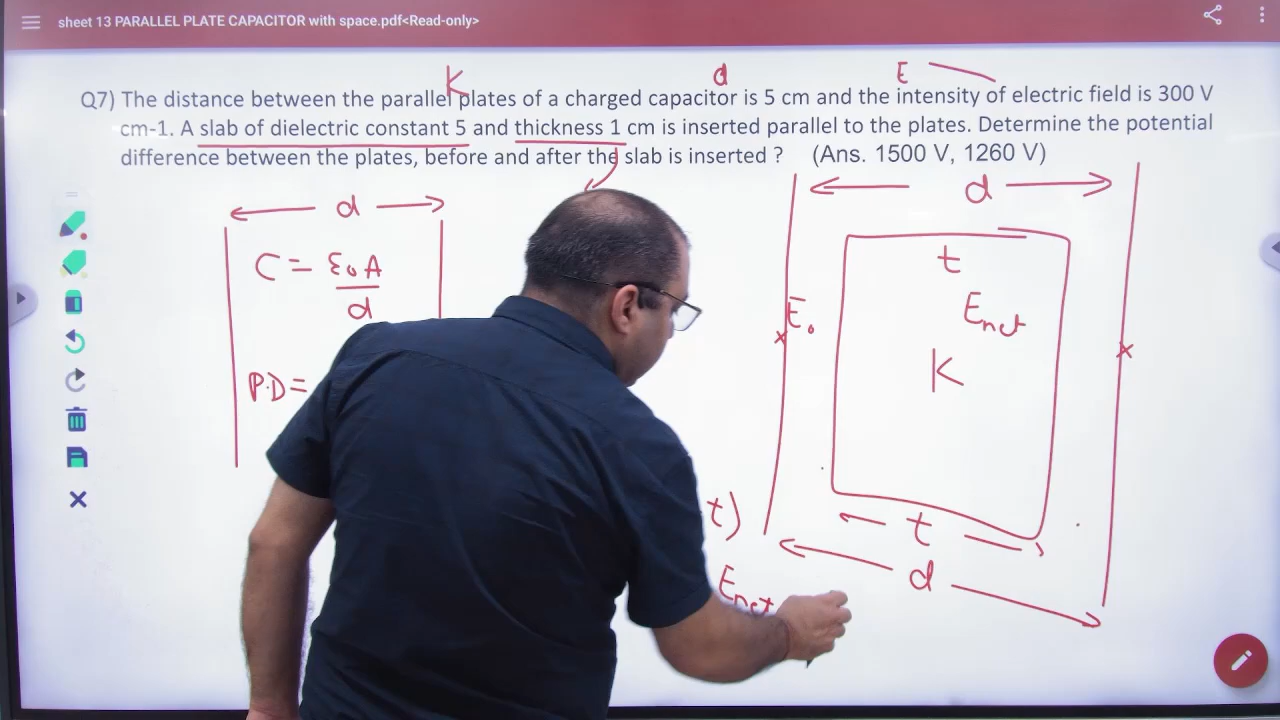 sheet 13 PARALLEL PLATE CAPACITOR with space.pdf<Read-only>
K d E
Q7) The distance between the parallel plates of a charged capacitor is 5 cm and the intensity of electric field is 300 V
cm-1. A slab of dielectric constant 5 and thickness 1 cm is inserted parallel to the plates. Determine the potential
difference between the plates, before and after the slab is inserted ? (Ans. 1500 V, 1260 V)
d
C = ε₀A
d
P.D =
d
t
E₀
Enet
K
t)
t
d
Enet